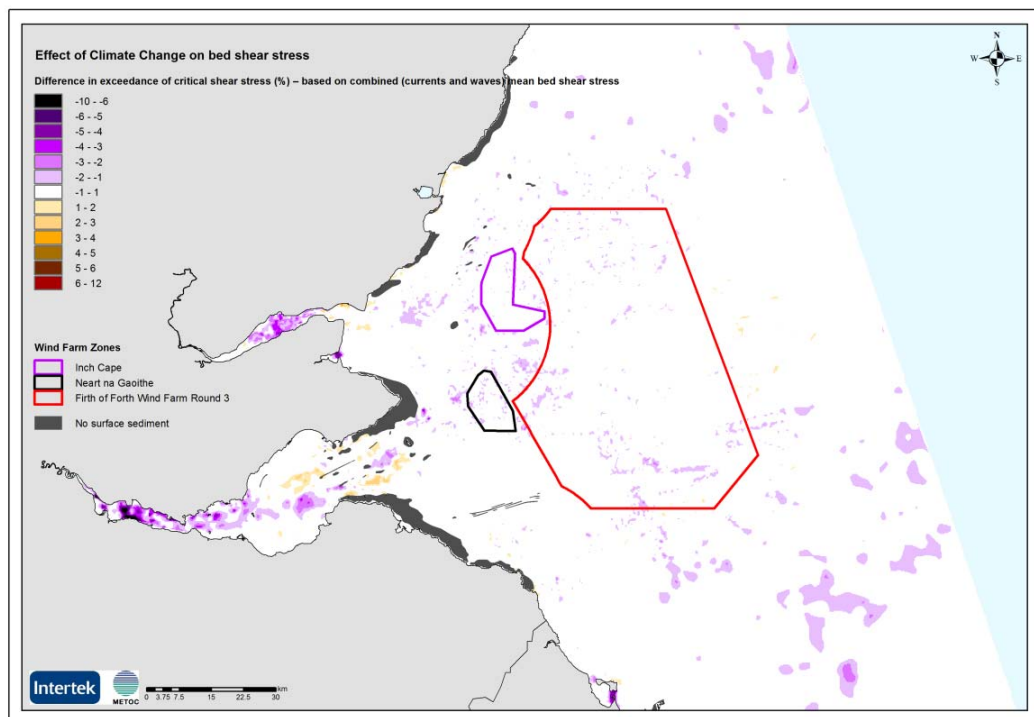 Effect of Climate Change on bed shear stress
Difference in exceedance of critical shear stress (%) – based on combined (currents and waves) mean bed shear stress
-10 - -6
-6 - -5
-5 - -4
-4 - -3
-3 - -2
-2 - -1
-1 - 1
1 - 2
2 - 3
3 - 4
4 - 5
5 - 6
6 - 12
Wind Farm Zones
Inch Cape
Neart na Gaoithe
Firth of Forth Wind Farm Round 3
No surface sediment
N
W E
S
Intertek
METOC
km
0 3.75 7.5 15 22.5 30